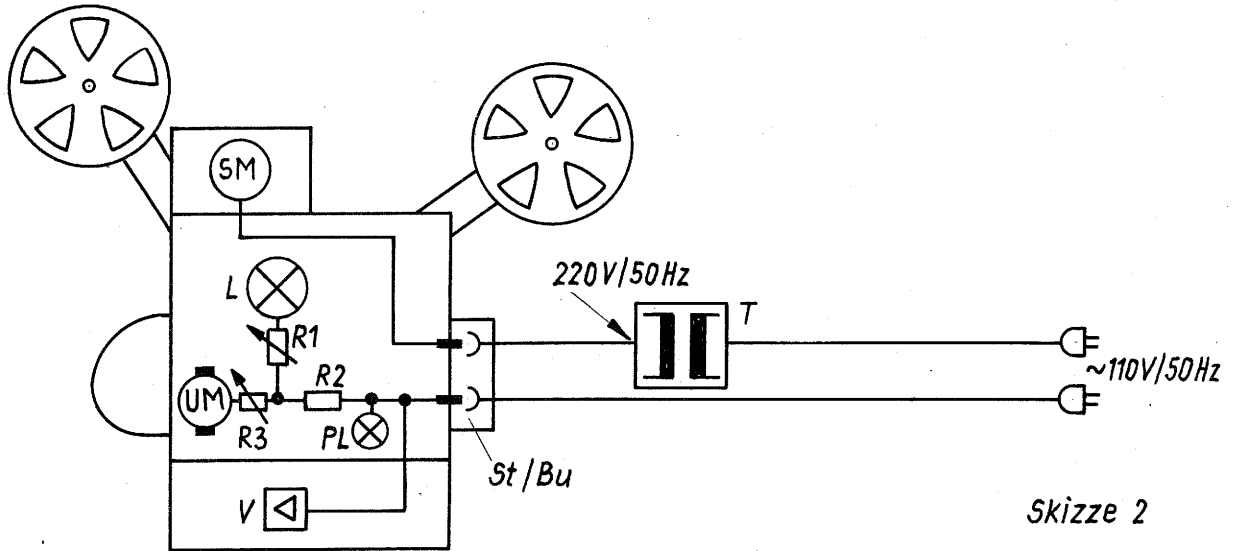 SM
220V/50Hz
T
L
R1
~110V/50Hz
R2
UM
R3
PL
St/Bu
V
Skizze 2